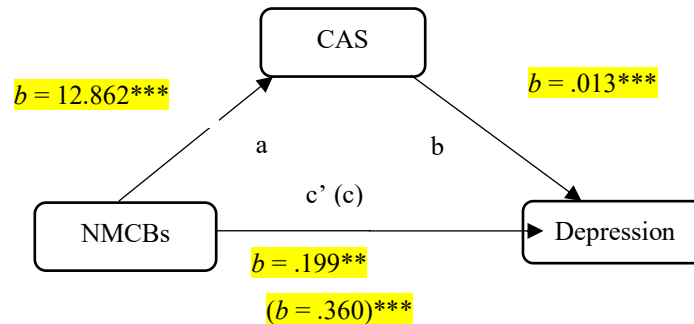 CAS
b = 12.862***
b = .013***
a
b
c’ (c)
NMCBs
Depression
b = .199**
(b = .360)***